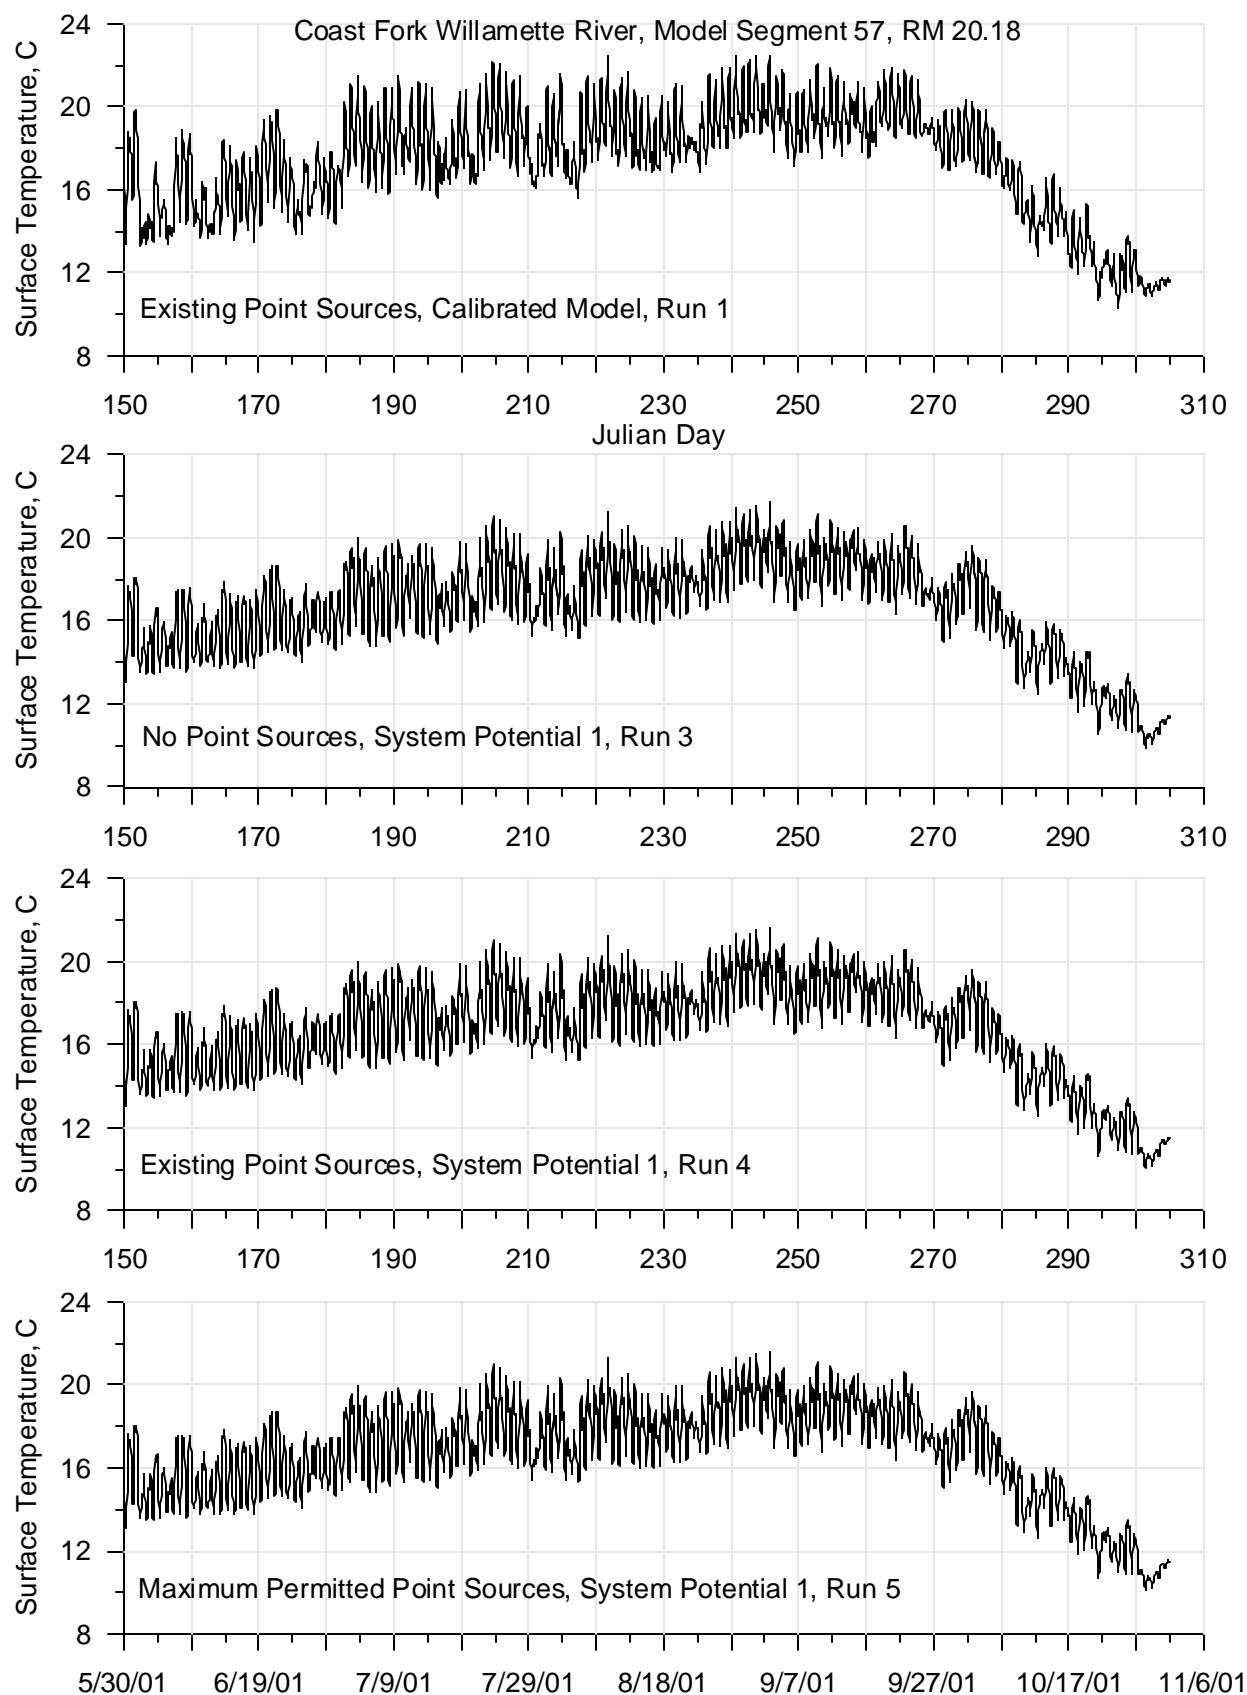 Coast Fork Willamette River, Model Segment 57, RM 20.18
Surface Temperature, C
24
20
16
12
8
Existing Point Sources, Calibrated Model, Run 1
150 170 190 210 230 250 270 290 310
Julian Day
Surface Temperature, C
24
20
16
12
8
No Point Sources, System Potential 1, Run 3
150 170 190 210 230 250 270 290 310
Surface Temperature, C
24
20
16
12
8
Existing Point Sources, System Potential 1, Run 4
150 170 190 210 230 250 270 290 310
Surface Temperature, C
24
20
16
12
8
Maximum Permitted Point Sources, System Potential 1, Run 5
5/30/01 6/19/01 7/9/01 7/29/01 8/18/01 9/7/01 9/27/01 10/17/01 11/6/01